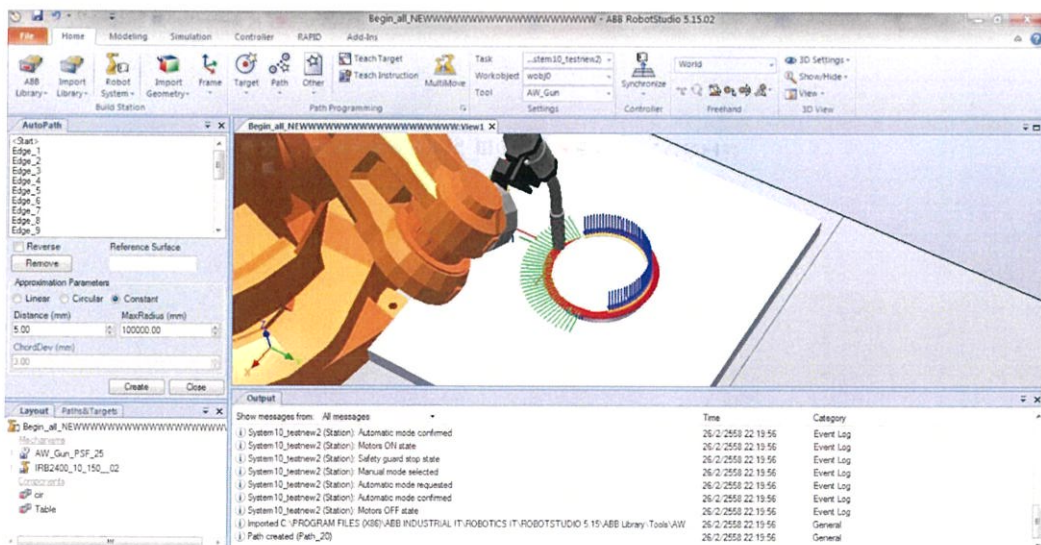 Begin_all_NEWWWWWWWWWWWWWWWWWWWWWW - ABB RobotStudio 5.15.02
File Home Modeling Simulation Controller RAPID Add-Ins
ABB Library Import Library Robot System Import Geometry Frame Target Path Other
Teach Target
Teach Instruction
MultiMove
Task ...stem10_testnew2)
Workobject wobj0
Tool AW_Gun
Synchronize
World
3D Settings
Show/Hide
View
Build Station Path Programming Settings Controller Freehand 3D View
AutoPath
Begin_all_NEWWWWWWWWWWWWWWWWWWWWWW:View1
<Start>
Edge_1
Edge_2
Edge_3
Edge_4
Edge_5
Edge_6
Edge_7
Edge_8
Edge_9
Reverse Reference Surface
Remove
Approximation Parameters
Linear Circular Constant
Distance (mm) MaxRadius (mm)
5.00 100000.00
ChordDev (mm)
3.00
Create Close
Layout Paths&Targets
Begin_all_NEWWWWWWWWWWWWWWWWWWWWWW
Mechanisms
AW_Gun_PSF_25
IRB2400_10_150__02
Components
cir
Table
Output
Show messages from: All messages Time Category
System10_testnew2 (Station): Automatic mode confirmed 26/2/2558 22:19:56 Event Log
System10_testnew2 (Station): Motors ON state 26/2/2558 22:19:56 Event Log
System10_testnew2 (Station): Safety guard stop state 26/2/2558 22:19:56 Event Log
System10_testnew2 (Station): Manual mode selected 26/2/2558 22:19:56 Event Log
System10_testnew2 (Station): Automatic mode requested 26/2/2558 22:19:56 Event Log
System10_testnew2 (Station): Automatic mode confirmed 26/2/2558 22:19:56 Event Log
System10_testnew2 (Station): Motors OFF state 26/2/2558 22:19:56 Event Log
Imported C:\PROGRAM FILES (X86)\ABB INDUSTRIAL IT\ROBOTICS IT\ROBOTSTUDIO 5.15\ABB Library\Tools\AW 26/2/2558 22:19:56 General
Path created (Path_20) 26/2/2558 22:19:56 General